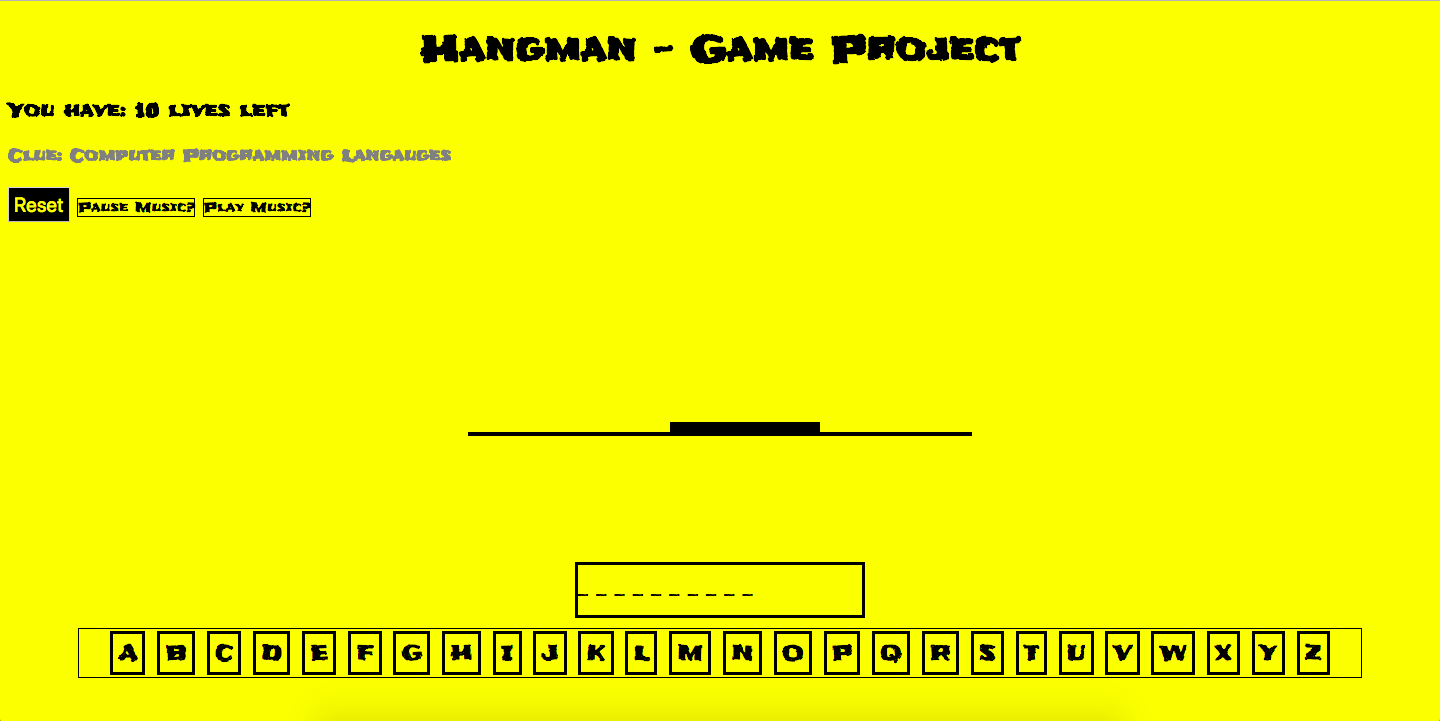 Hangman - Game Project
You have: 10 lives left
Clue: Computer Programming Langauges
Reset Pause Music? Play Music?
_ _ _ _ _ _ _ _ _ _
A B C D E F G H I J K L M N O P Q R S T U V W X Y Z